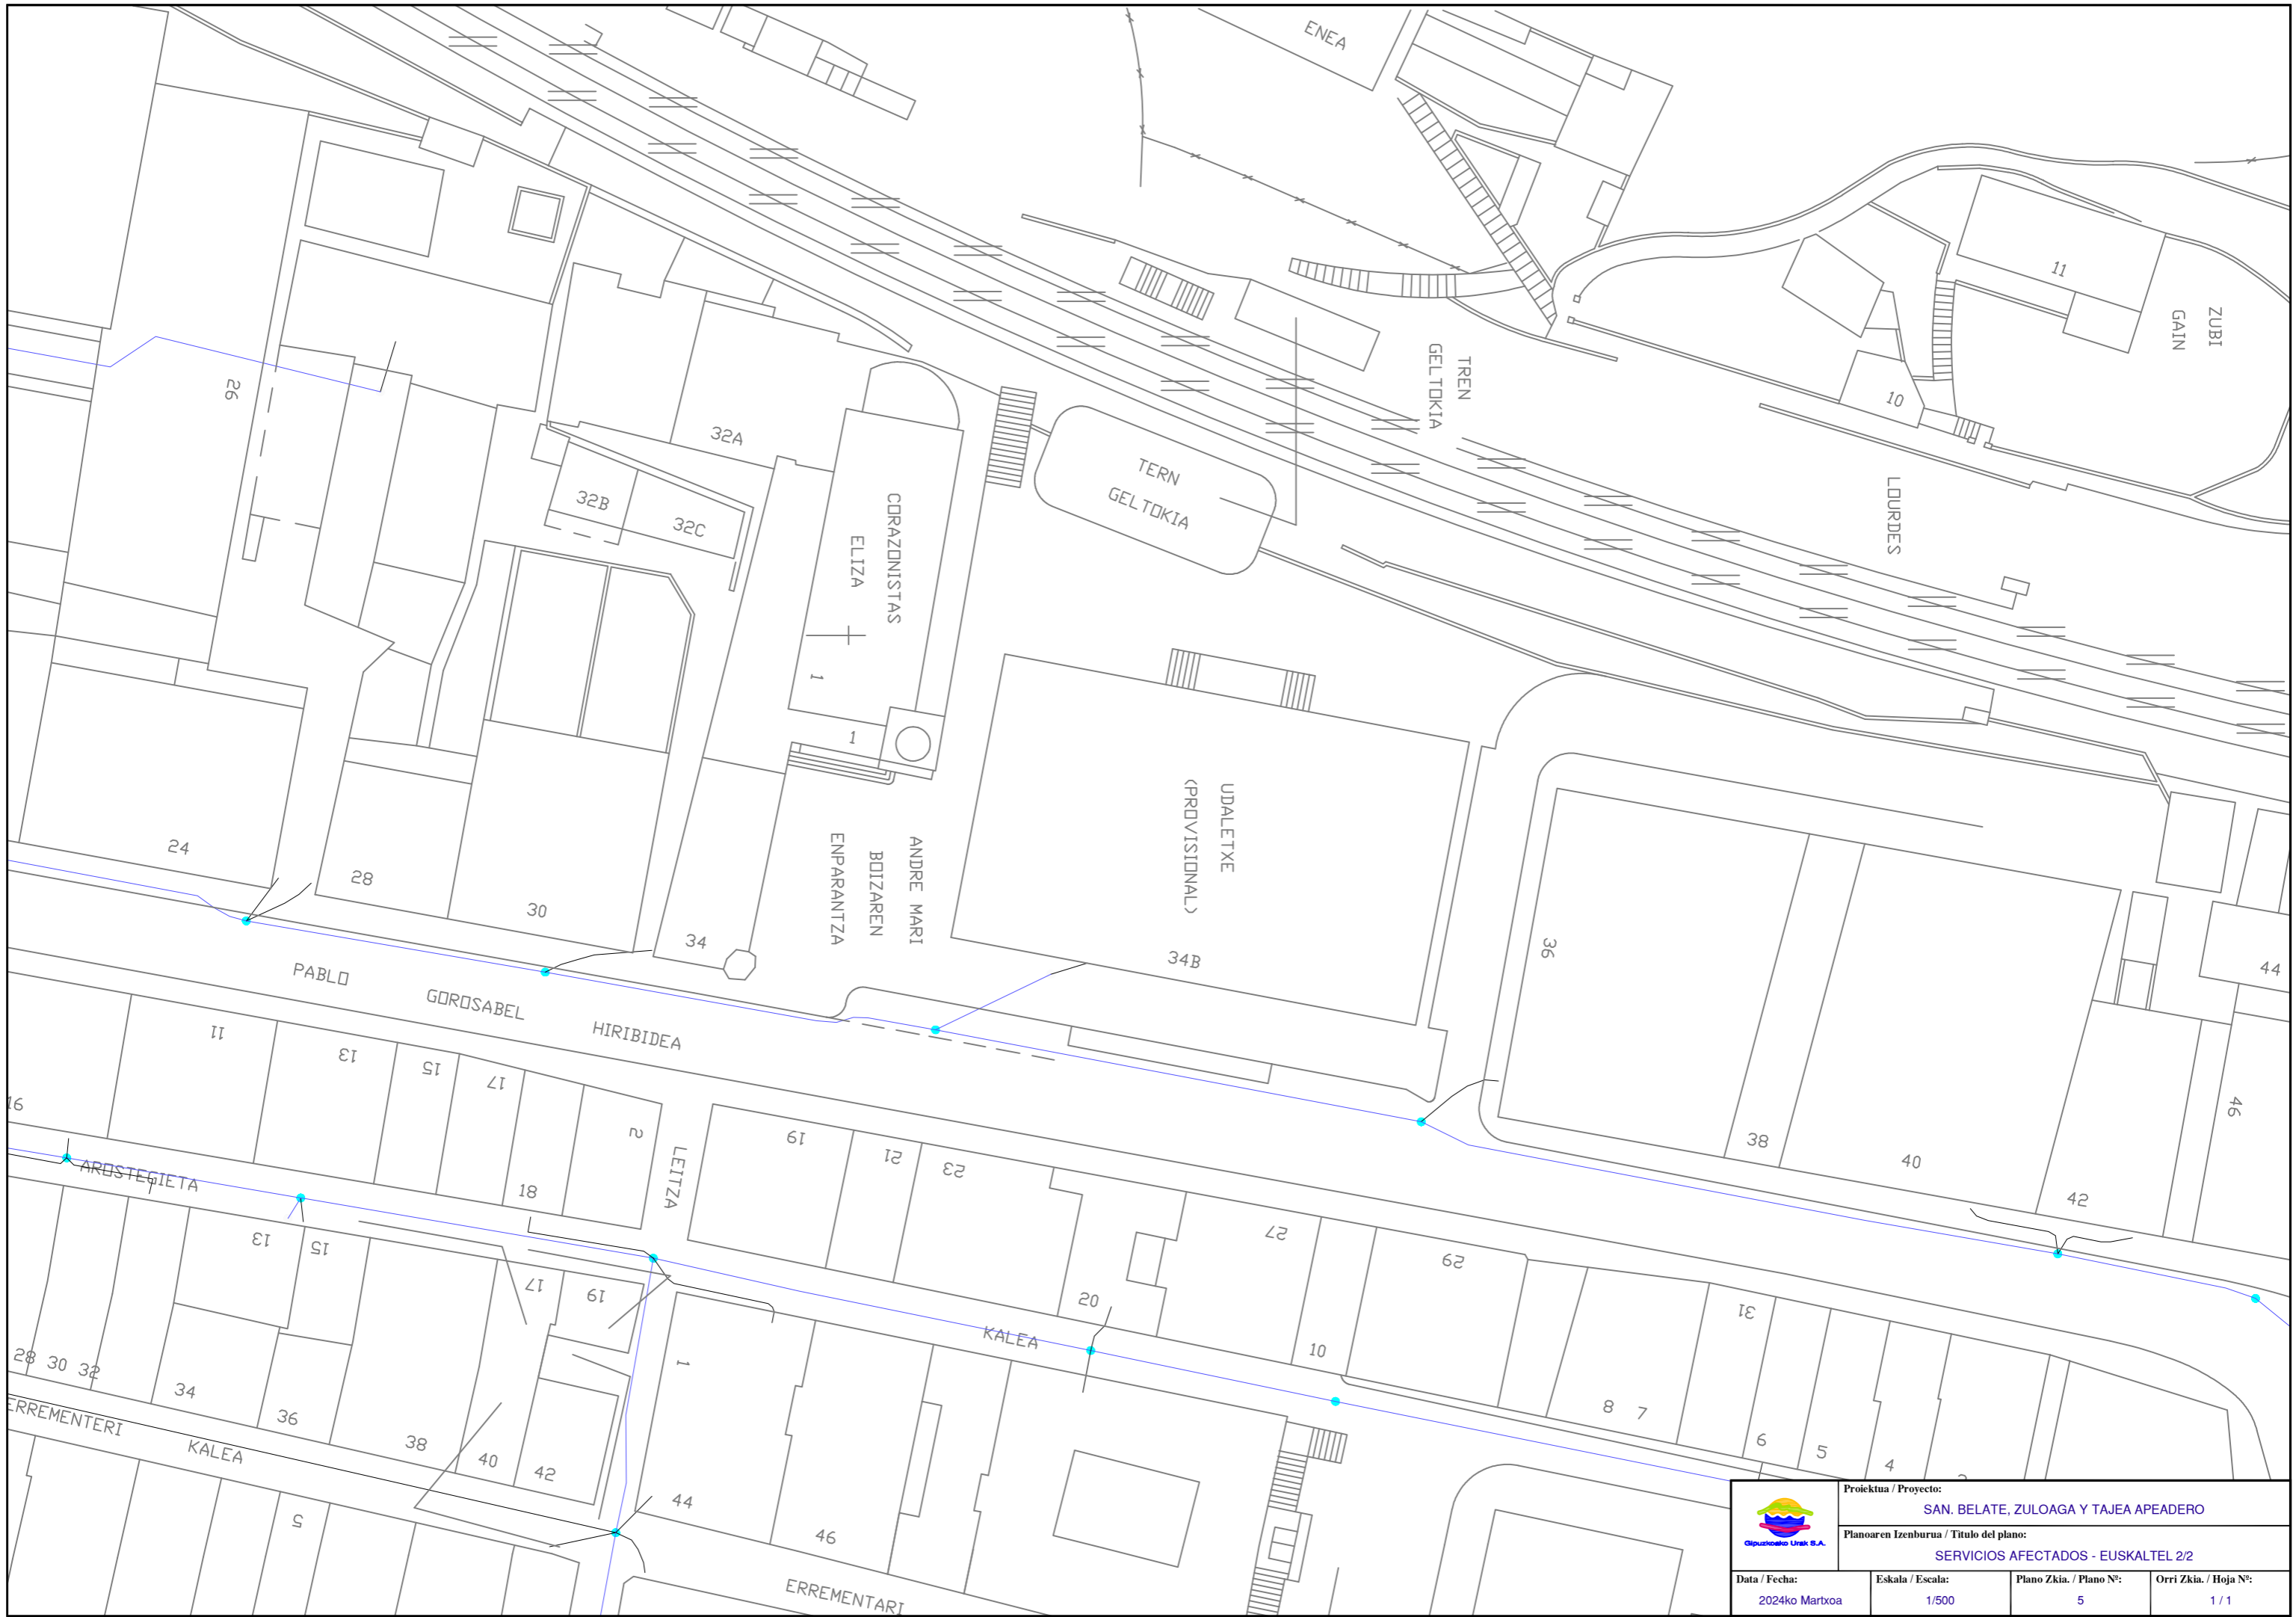 ENEA
11
ZUBI
GAIN
TREN
GELTOKIA
10
26
32A
TERN
GELTOKIA
32B
32C
CORAZONISTAS
ELIZA
LOURDES
1
1
UDALETXE
(PROVISIONAL)
ANDRE MARI
BOIZAREN
ENPARANTZA
24
28
30
34
34B
36
44
PABLO
GOROSABEL
HIRIBIDEA
11
13
15
17
2
16
LEITZA
19
21
23
38
40
42
46
AROSTEGIETA
18
13
15
17
19
20
27
29
31
KALEA
10
1
28 30 32
34
36
38
40
42
8 7
6
5
4
ERREMENTERI
KALEA
5
44
46
ERREMENTARI
Gipuzkoako Urak S.A.
Proiektua / Proyecto:
SAN. BELATE, ZULOAGA Y TAJEA APEADERO
Planoaren Izenburua / Titulo del plano:
SERVICIOS AFECTADOS - EUSKALTEL 2/2
Data / Fecha:
2024ko Martxoa
Eskala / Escala:
1/500
Plano Zkia. / Plano Nº:
5
Orri Zkia. / Hoja Nº:
1 / 1